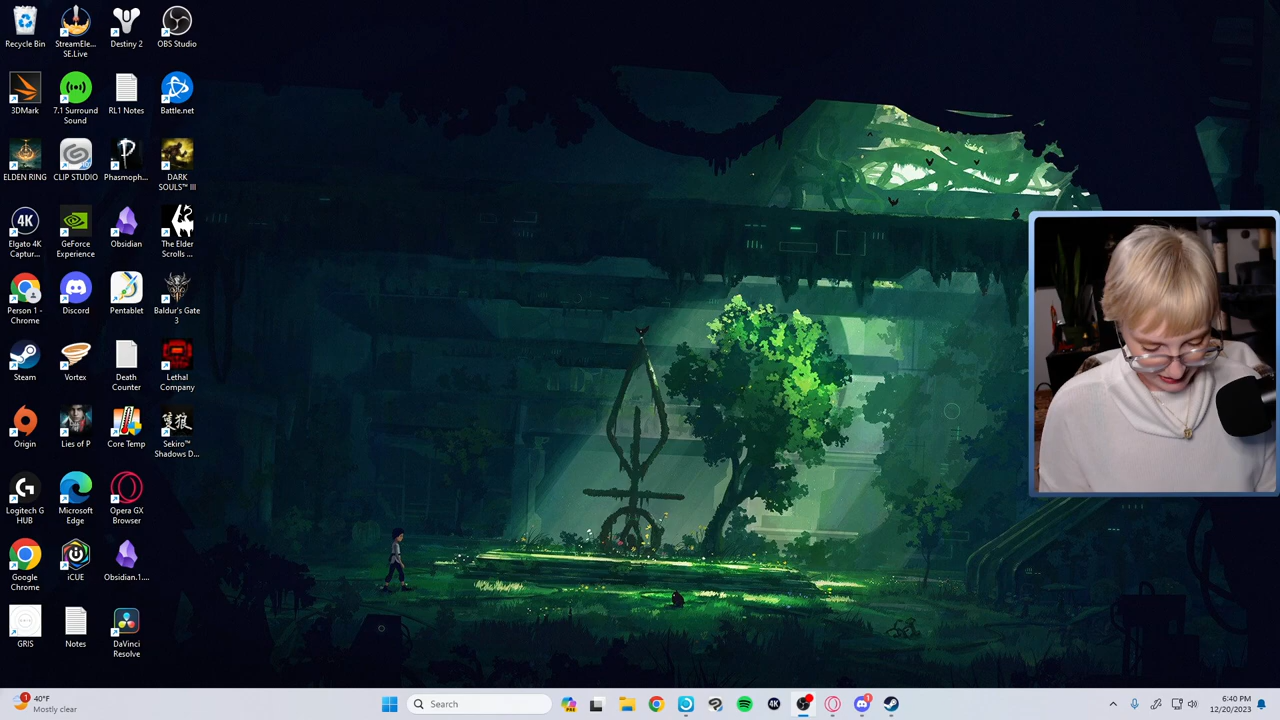 Recycle Bin
StreamEle...
SE.Live
Destiny 2
OBS Studio
3DMark
7.1 Surround
Sound
RL1 Notes
Battle.net
ELDEN RING
CLIP STUDIO
Phasmoph...
DARK
SOULS™ III
4K
Elgato 4K
Captur...
GeForce
Experience
Obsidian
The Elder
Scrolls ...
Person 1 -
Chrome
Discord
Pentablet
Baldur's Gate
3
Steam
Vortex
Death
Counter
Lethal
Company
Origin
Lies of P
Core Temp
Sekiro™
Shadows D...
Logitech G
HUB
Microsoft
Edge
Opera GX
Browser
Google
Chrome
iCUE
Obsidian.1....
GRIS
Notes
DaVinci
Resolve
1
40°F
Mostly clear
Search
4K
1
6:40 PM
12/20/2023